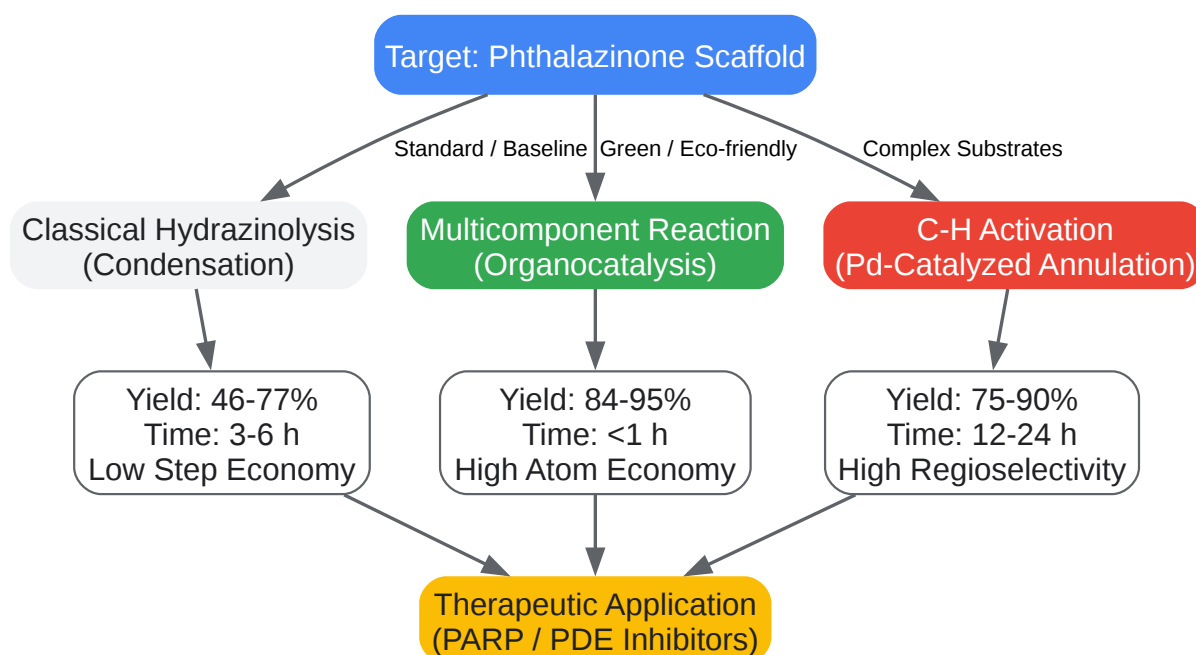 Target: Phthalazinone Scaffold
Standard / Baseline
Green / Eco-friendly
Complex Substrates
Classical Hydrazinolysis
(Condensation)
Multicomponent Reaction
(Organocatalysis)
C-H Activation
(Pd-Catalyzed Annulation)
Yield: 46-77%
Time: 3-6 h
Low Step Economy
Yield: 84-95%
Time: <1 h
High Atom Economy
Yield: 75-90%
Time: 12-24 h
High Regioselectivity
Therapeutic Application
(PARP / PDE Inhibitors)